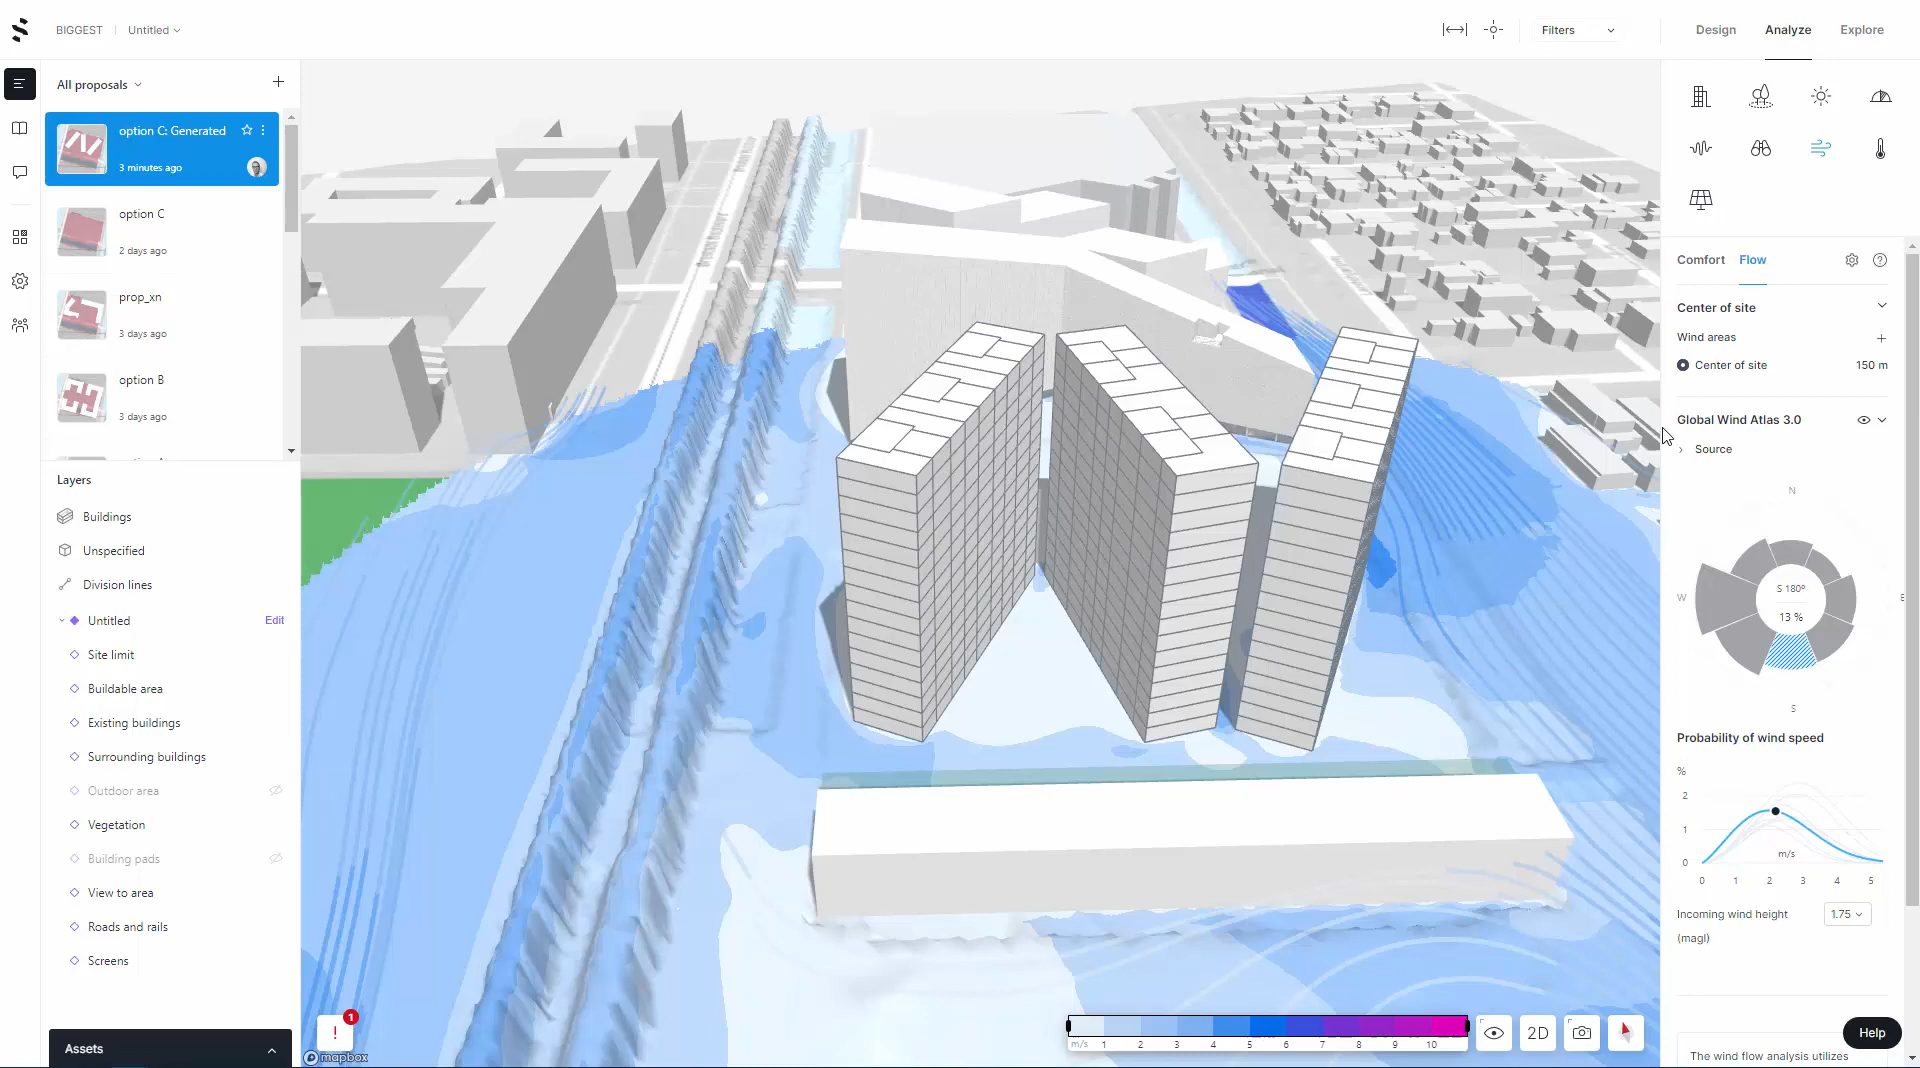 BIGGEST
Untitled
Filters
Design
Analyze
Explore
All proposals
option C: Generated
3 minutes ago
option C
2 days ago
prop_xn
3 days ago
option B
3 days ago
Layers
Buildings
Unspecified
Division lines
Untitled
Edit
Site limit
Buildable area
Existing buildings
Surrounding buildings
Outdoor area
Vegetation
Building pads
View to area
Roads and rails
Screens
Assets
1
mapbox
m/s 1 2 3 4 5 6 7 8 9 10
2D
Comfort
Flow
Center of site
Wind areas
Center of site
150 m
Global Wind Atlas 3.0
Source
N
W
S 180º
13 %
S
Probability of wind speed
%
2
1
0
m/s
0 1 2 3 4 5
Incoming wind height
1.75
(magl)
Help
The wind flow analysis utilizes